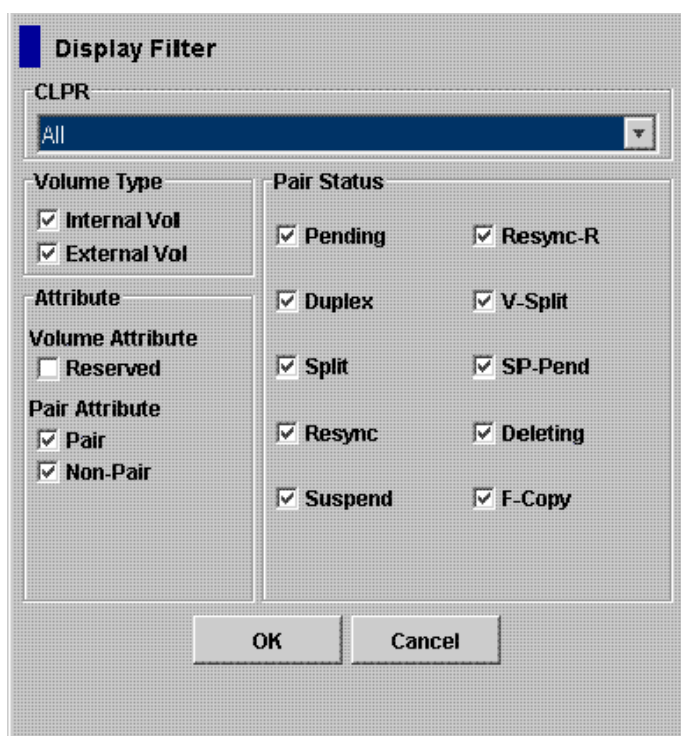 Display Filter
CLPR
All
Volume Type
Internal Vol
External Vol
Attribute
Volume Attribute
Reserved
Pair Attribute
Pair
Non-Pair
Pair Status
Pending
Resync-R
Duplex
V-Split
Split
SP-Pend
Resync
Deleting
Suspend
F-Copy
OK
Cancel